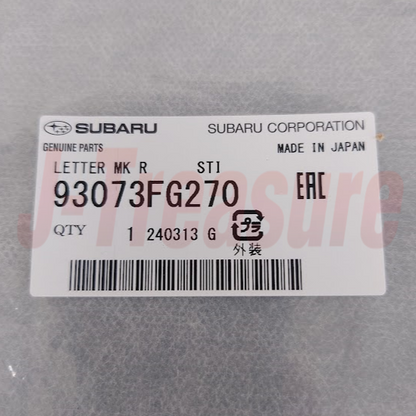 SUBARU SUBARU CORPORATION
GENUINE PARTS MADE IN JAPAN
LETTER MK R STI
93073FG270 EAC
QTY 1 240313 G プラ
外装
J-Treasure